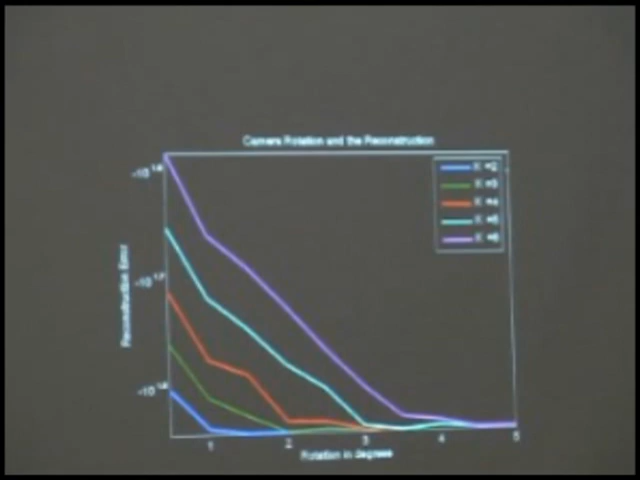 Camera Rotation and the Reconstruction
K =2
K =3
K =4
K =5
K =6
Reconstruction Error
1
2
3
4
5
Rotation in degrees